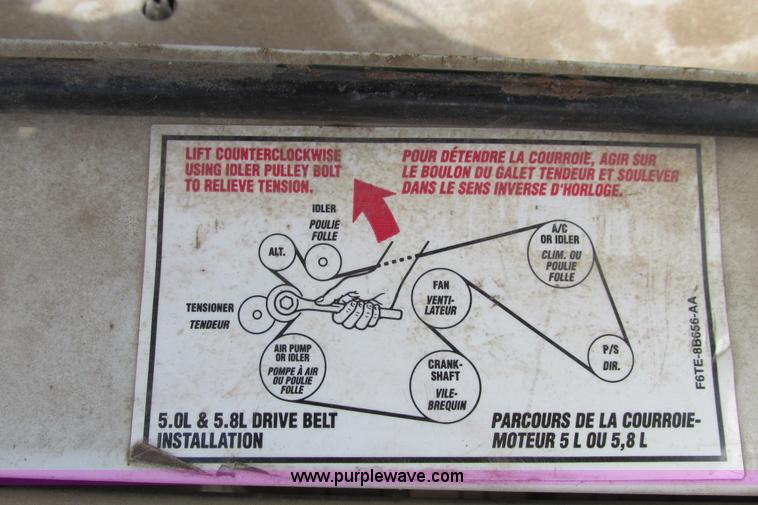 LIFT COUNTERCLOCKWISE
USING IDLER PULLEY BOLT
TO RELIEVE TENSION.
POUR DÉTENDRE LA COURROIE, AGIR SUR
LE BOULON DU GALET TENDEUR ET SOULEVER
DANS LE SENS INVERSE D'HORLOGE.
IDLER
POULIE
FOLLE
ALT.
A/C
OR IDLER
CLIM. OU
POULIE
FOLLE
FAN
VENTI-
LATEUR
TENSIONER
TENDEUR
AIR PUMP
OR IDLER
POMPE À AIR
OU POULIE
FOLLE
CRANK-
SHAFT
VILE-
BREQUIN
P/S
DIR.
F6TE-8B656-AA
5.0L & 5.8L DRIVE BELT
INSTALLATION
PARCOURS DE LA COURROIE-
MOTEUR 5 L OU 5,8 L
www.purplewave.com